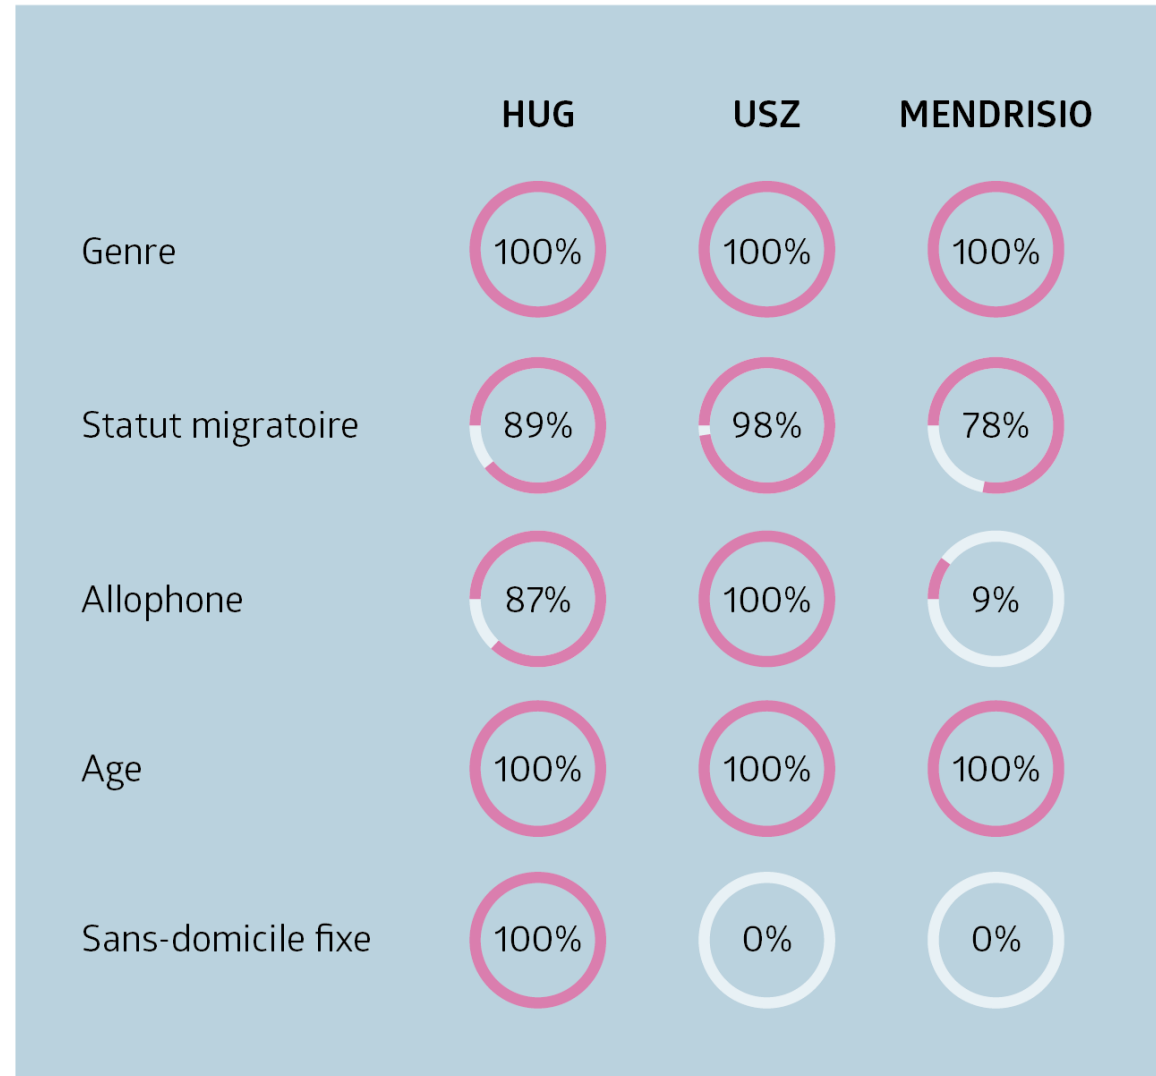 HUG USZ MENDRISIO
Genre 100% 100% 100%
Statut migratoire 89% 98% 78%
Allophone 87% 100% 9%
Age 100% 100% 100%
Sans-domicile fixe 100% 0% 0%